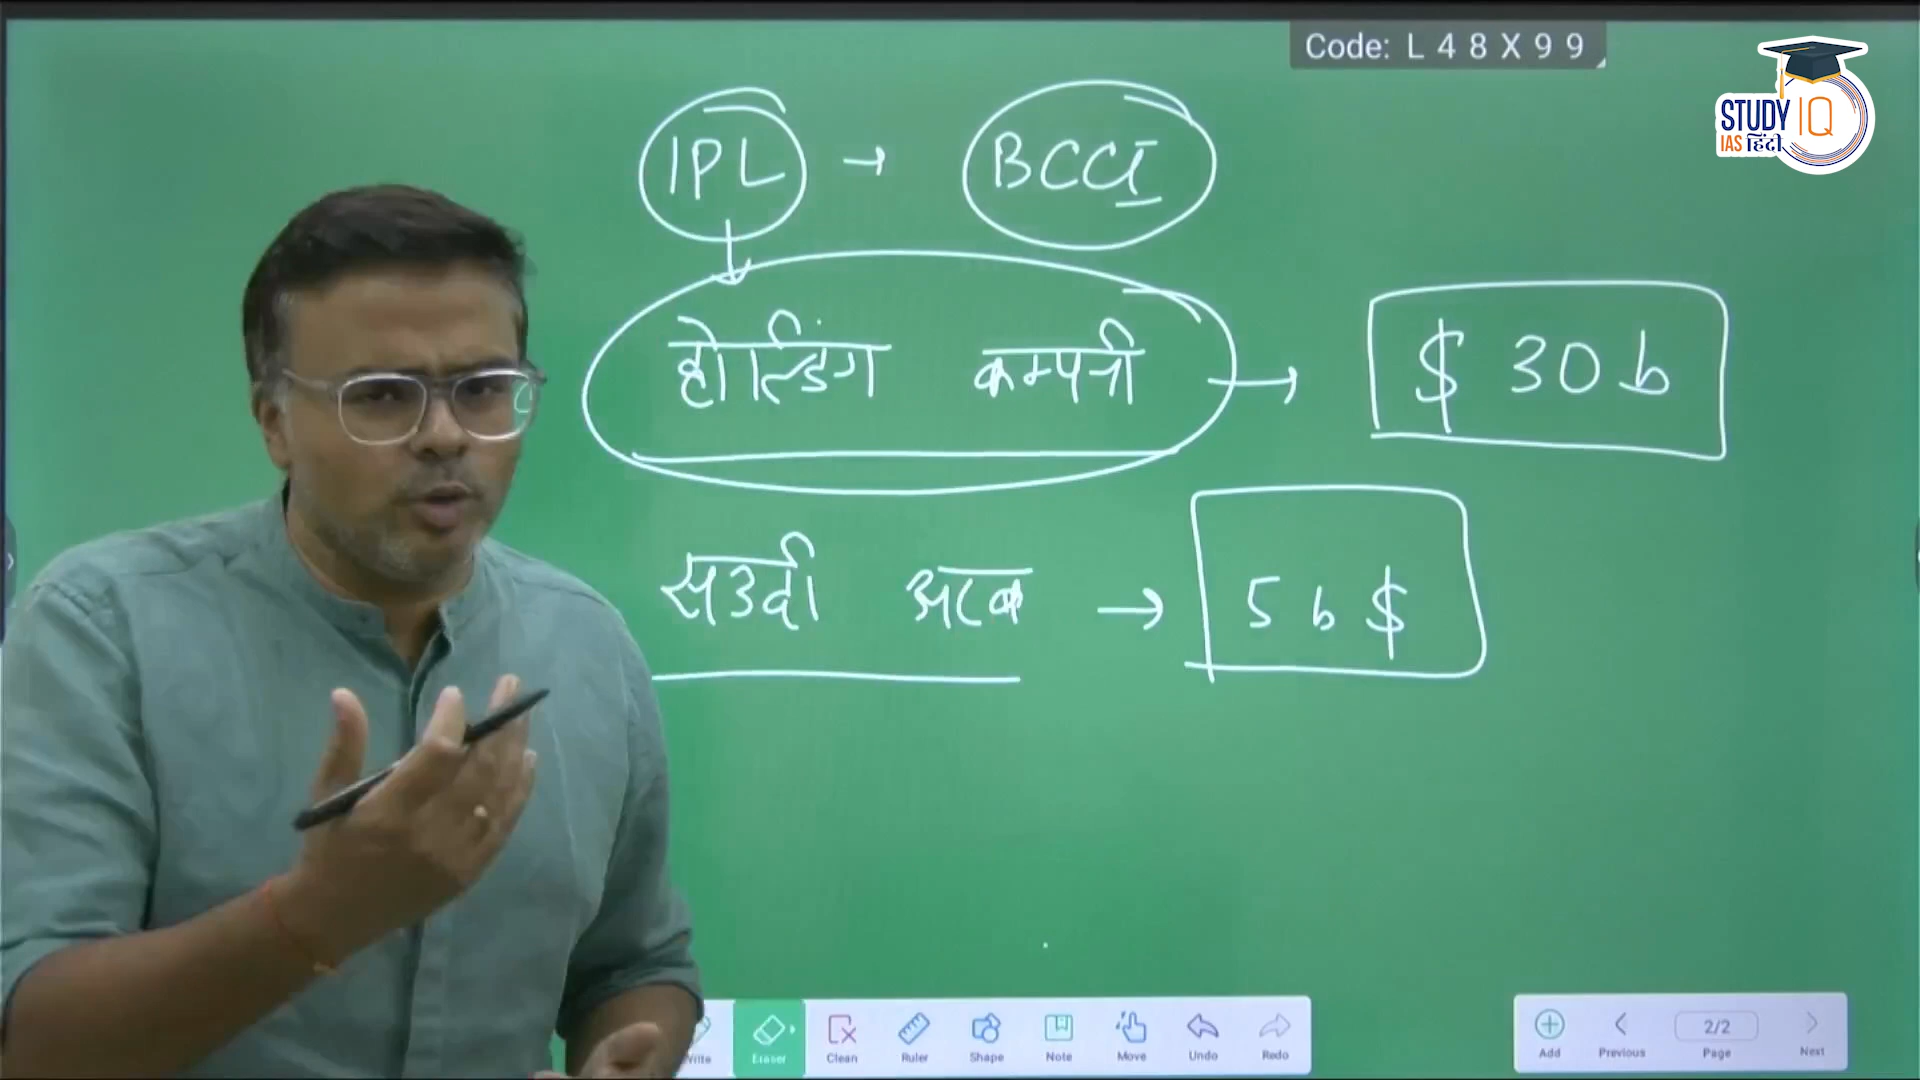 Code: L 4 8 X 9 9
STUDY IQ
IAS हिंदी
IPL → BCCI
होल्डिंग कम्पनी → $ 30 b
सउदी अरब → 5 b $
Write Eraser Clean Ruler Shape Note Move Undo Redo
Add Previous 2/2 Page Next